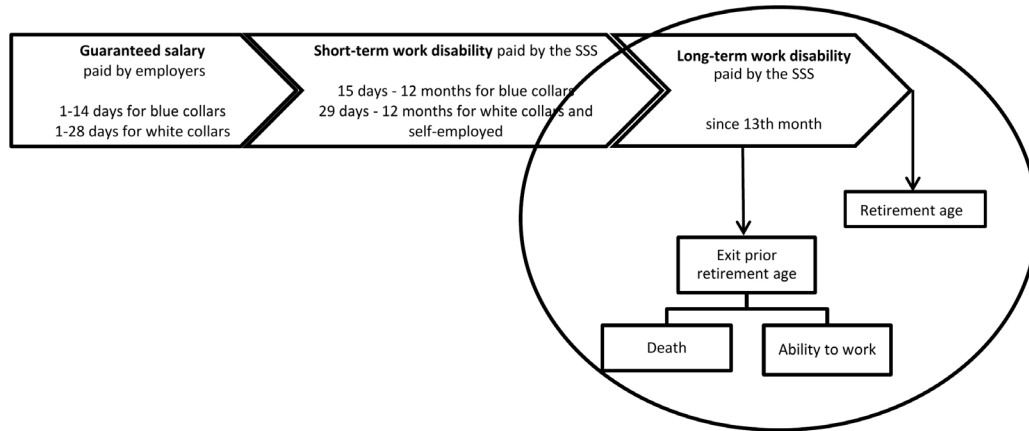 Guaranteed salary
paid by employers
1-14 days for blue collars
1-28 days for white collars
Short-term work disability paid by the SSS
15 days - 12 months for blue collars
29 days - 12 months for white collars and
self-employed
Long-term work disability
paid by the SSS
since 13th month
Retirement age
Exit prior
retirement age
Death
Ability to work